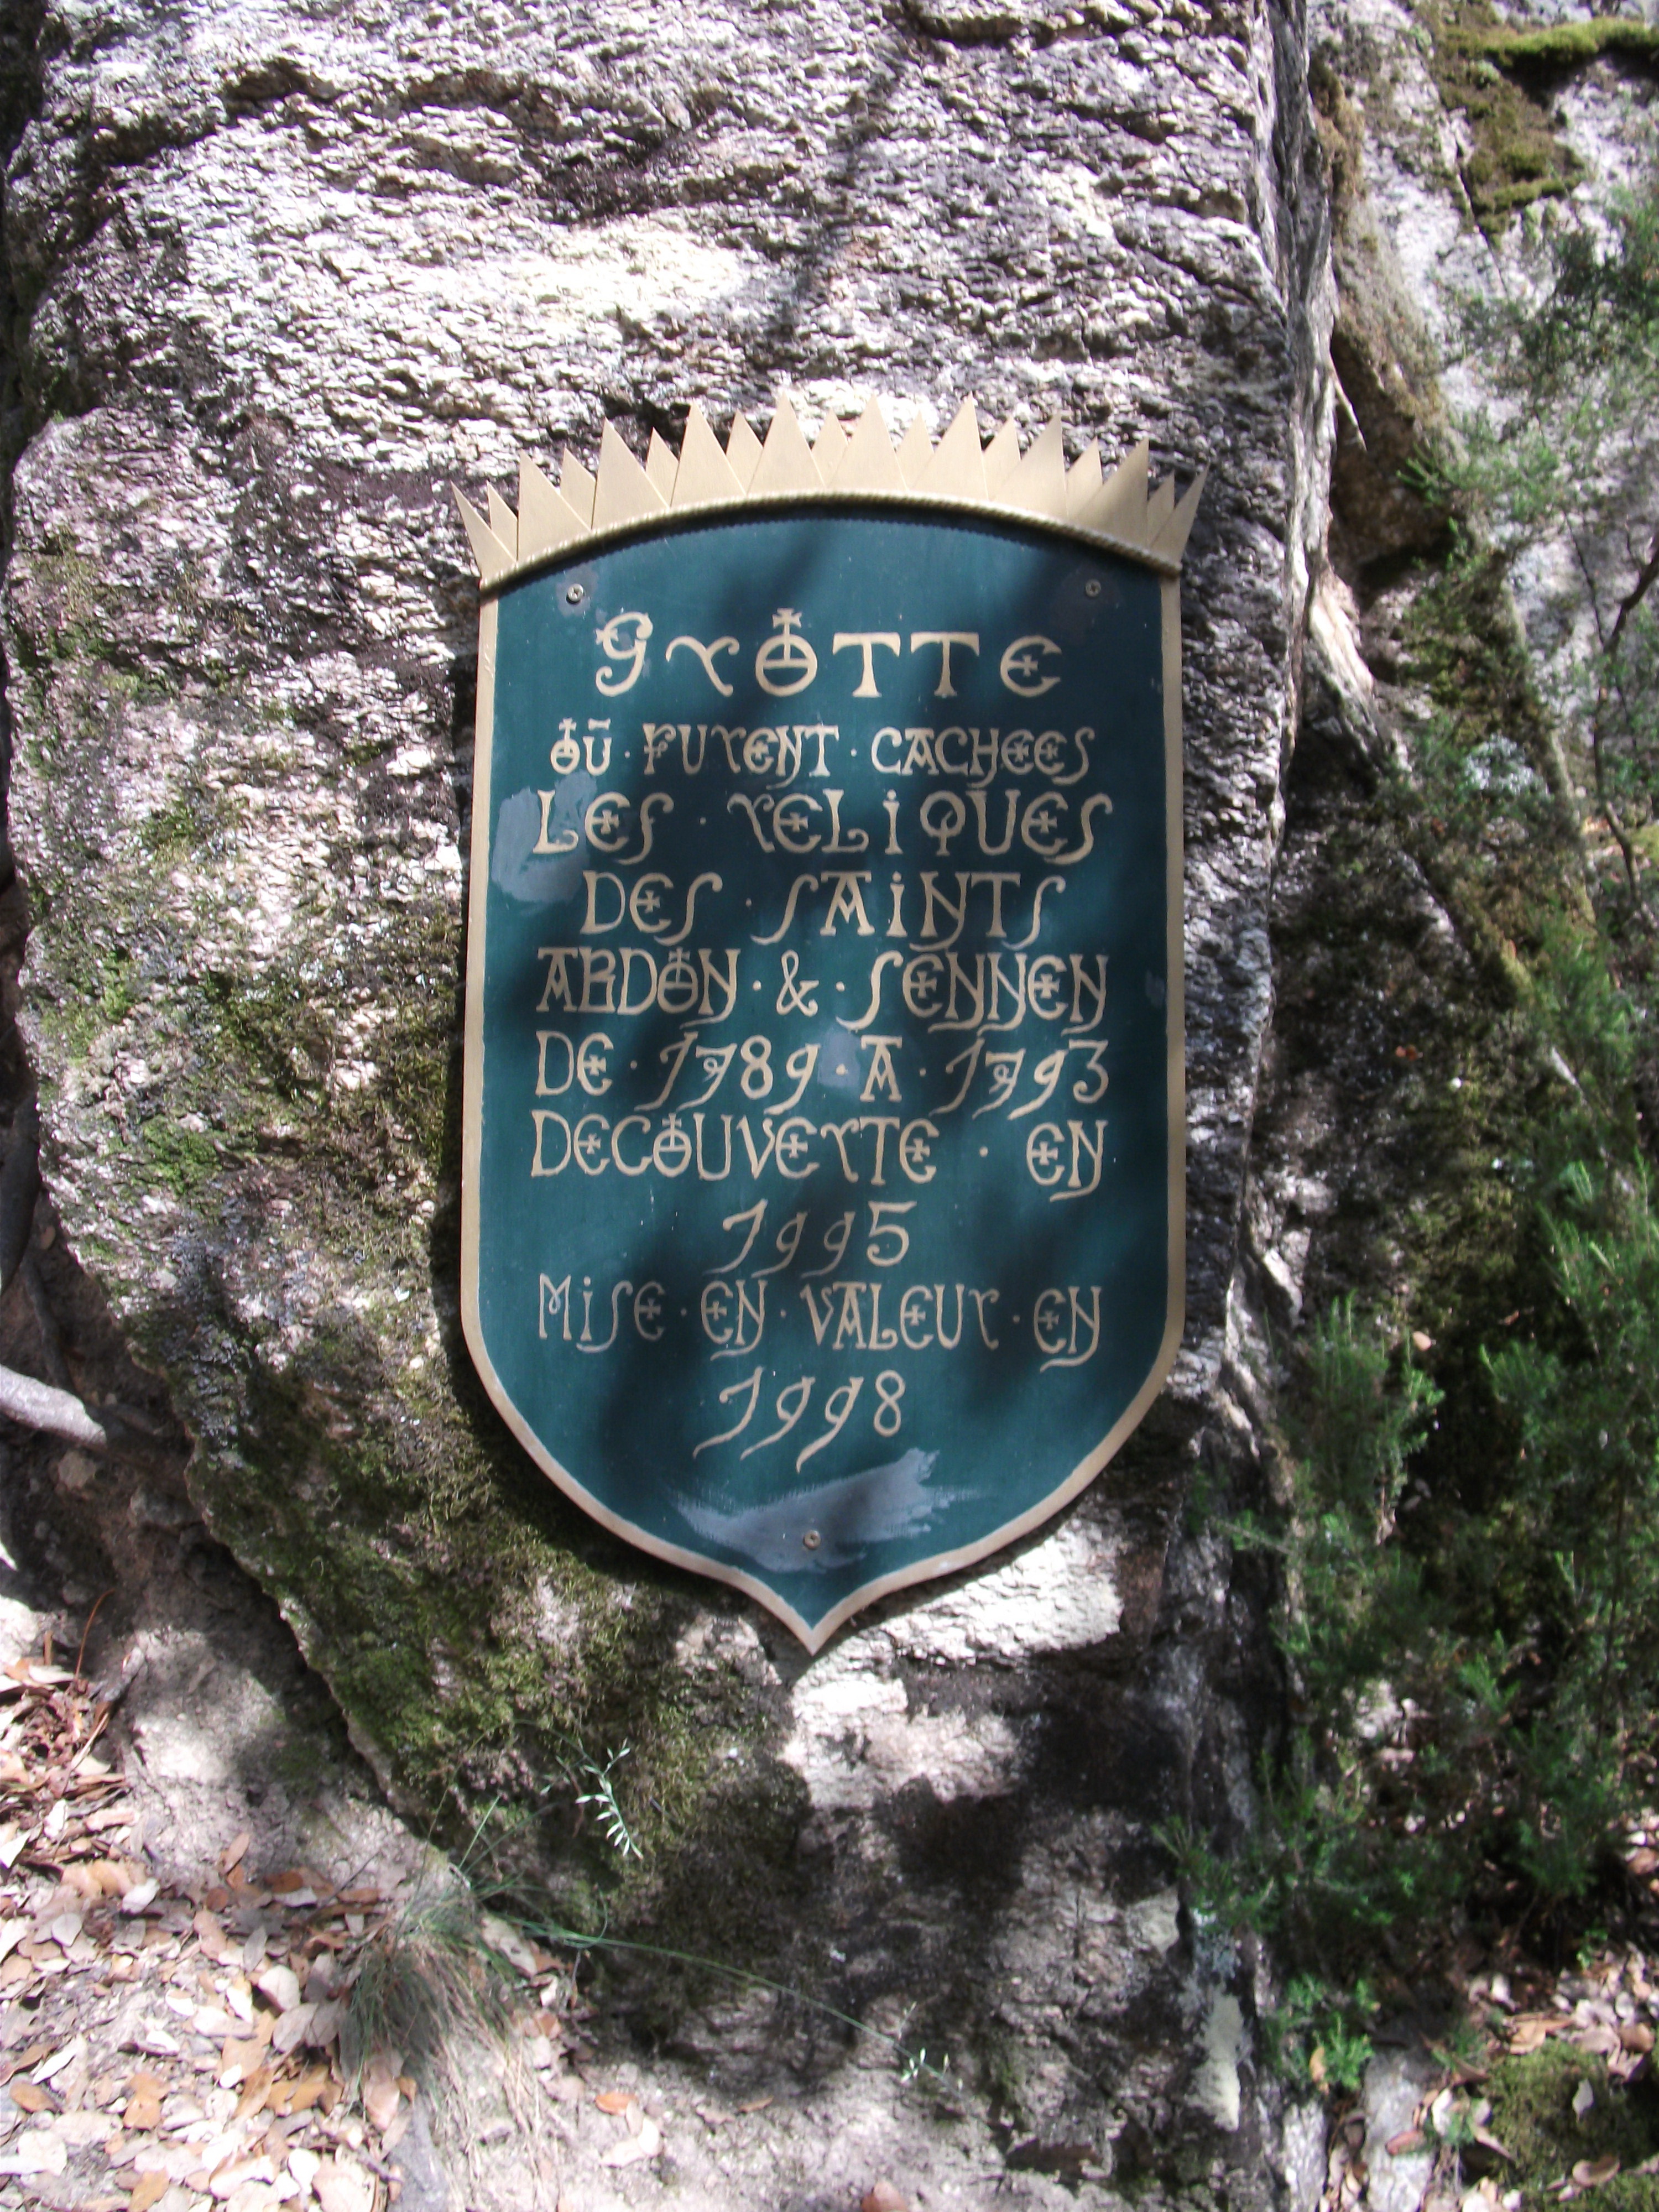 GrOTTE
OÙ · FUrENT · CACHEES
LES · rELiQUES
DES · SAiNTS
ABDON · & · SENNEN
DE · 1789 · A · 1793
DECOUVErTE · EN
1995
MiSE · EN · VALEUr · EN
1998